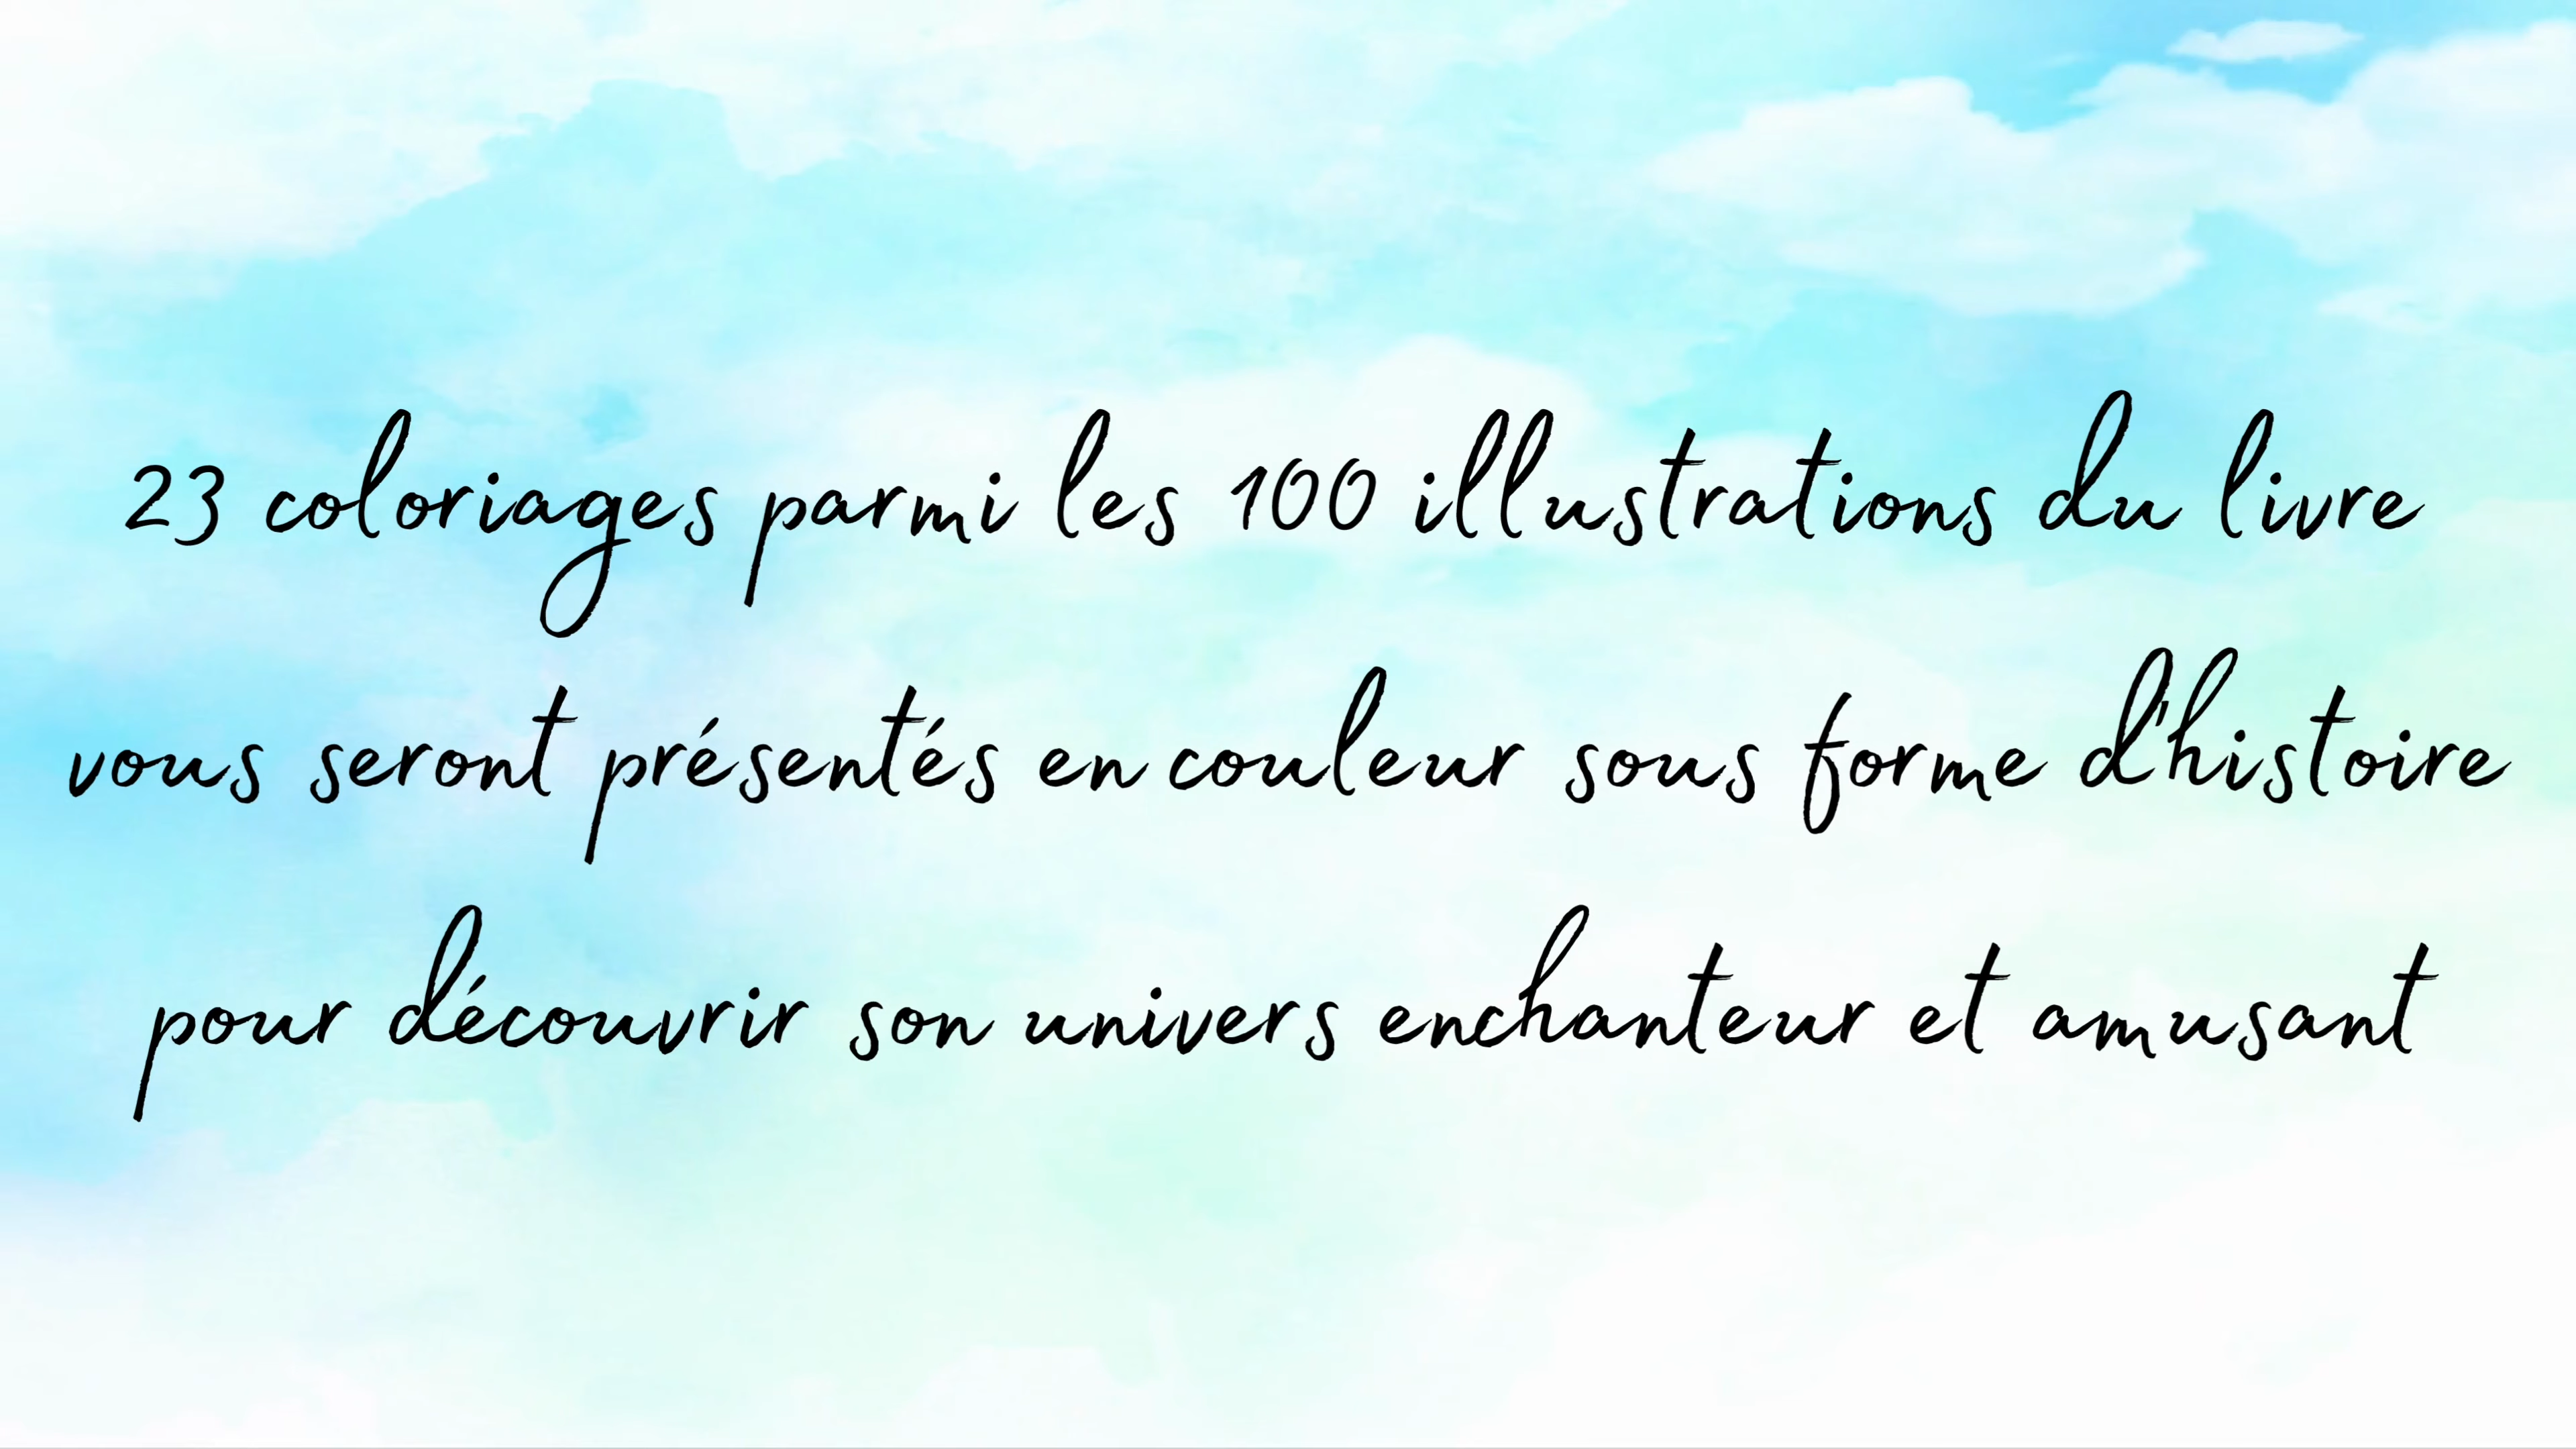 23 coloriages parmi les 100 illustrations du livre
vous seront présentés en couleur sous forme d'histoire
pour découvrir son univers enchanteur et amusant